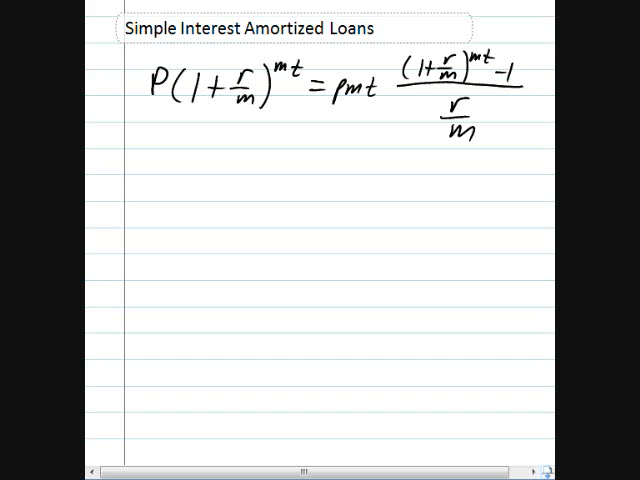 Simple Interest Amortized Loans
P(1+r/m)^mt = pmt ((1+r/m)^mt -1)/(r/m)